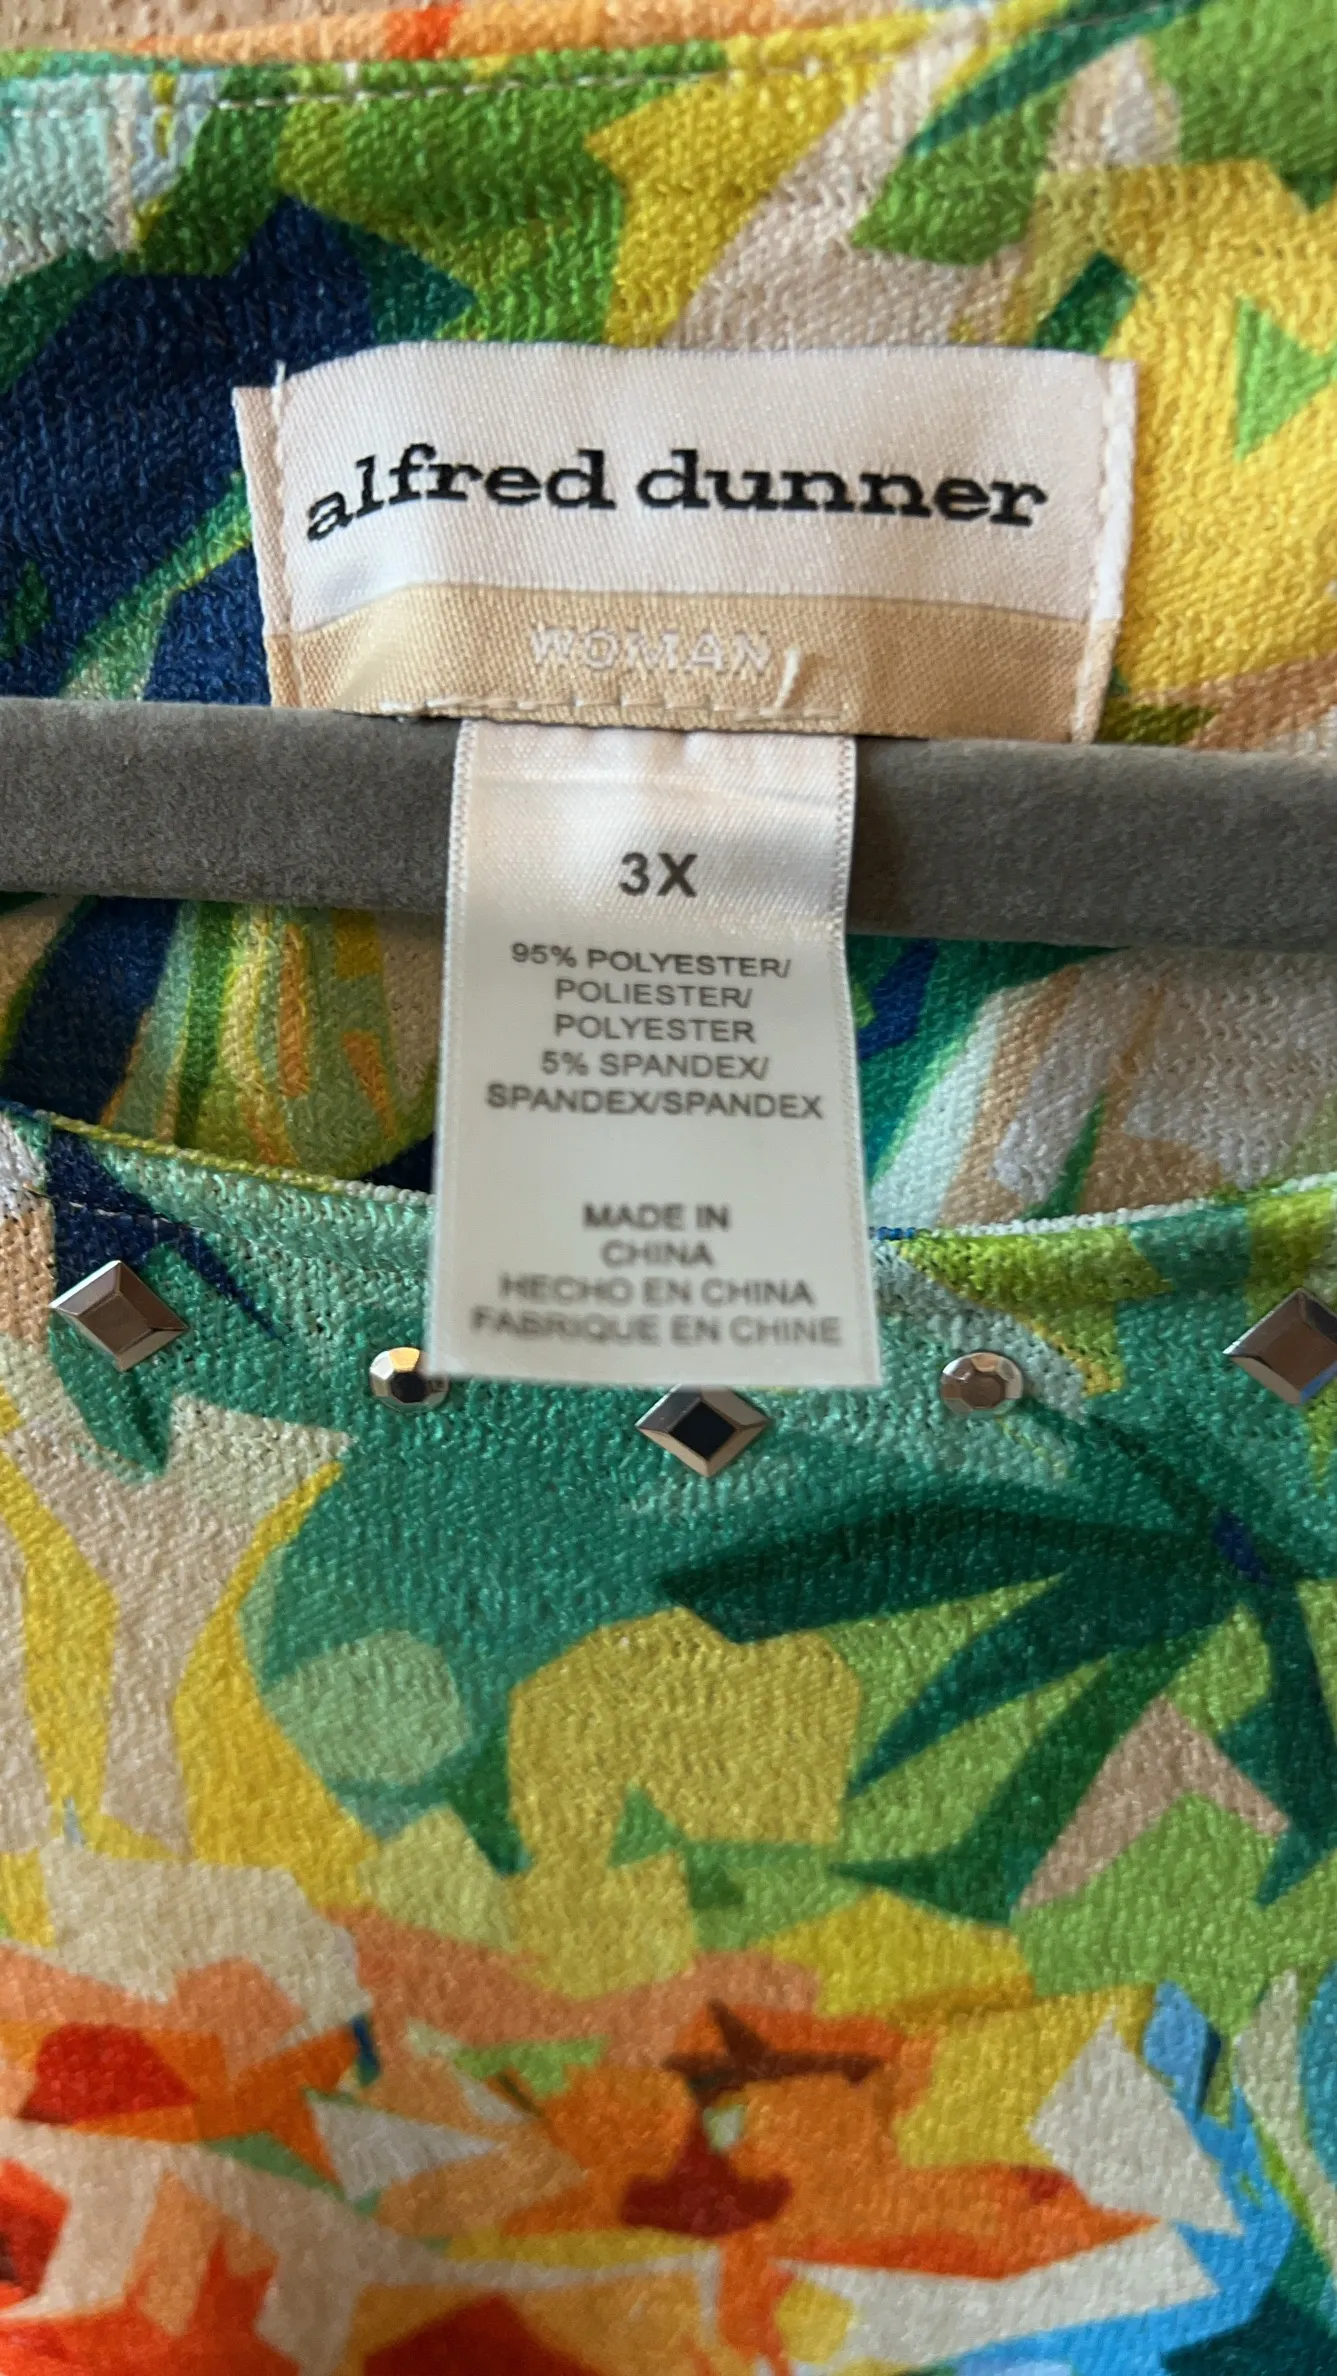 alfred dunner
WOMAN
3X
95% POLYESTER/
POLIESTER/
POLYESTER
5% SPANDEX/
SPANDEX/SPANDEX
MADE IN
CHINA
HECHO EN CHINA
FABRIQUE EN CHINE